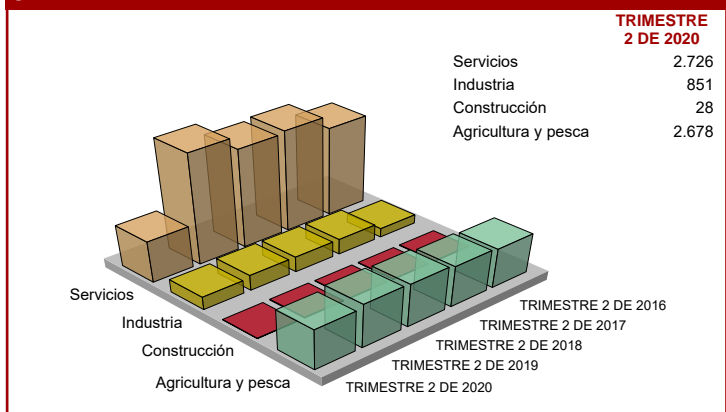 TRIMESTRE
2 DE 2020
Servicios 2.726
Industria 851
Construcción 28
Agricultura y pesca 2.678
Servicios
Industria
Construcción
Agricultura y pesca
TRIMESTRE 2 DE 2016
TRIMESTRE 2 DE 2017
TRIMESTRE 2 DE 2018
TRIMESTRE 2 DE 2019
TRIMESTRE 2 DE 2020